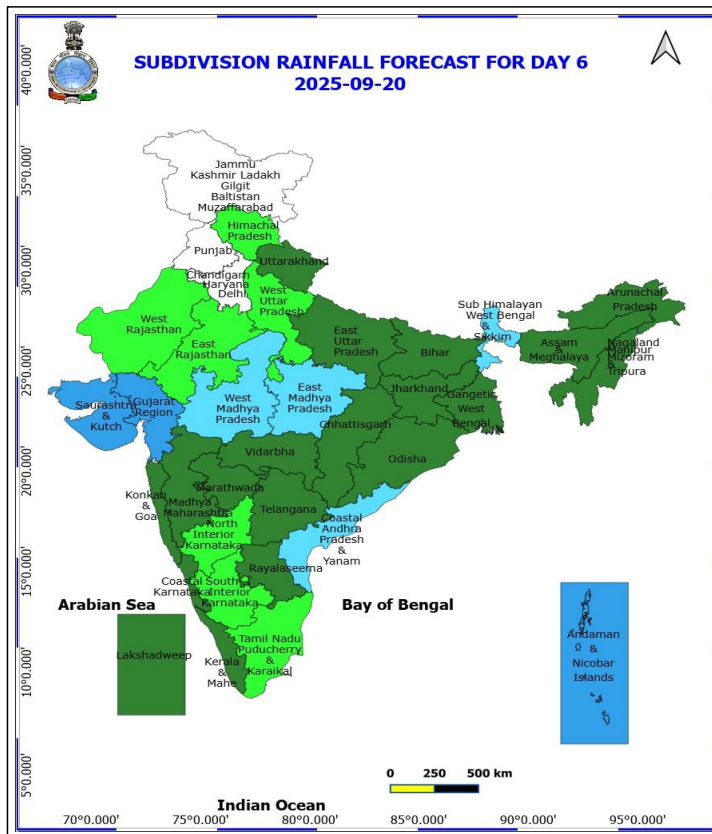 SUBDIVISION RAINFALL FORECAST FOR DAY 6
2025-09-20
40°0.000'
35°0.000'
30°0.000'
25°0.000'
20°0.000'
15°0.000'
10°0.000'
5°0.000'
Jammu
Kashmir Ladakh
Gilgit
Baltistan
Muzaffarabad
Himachal
Pradesh
Punjab
Uttarakhand
Chandigarh
Haryana
Delhi
West
Uttar
Pradesh
Arunachal
Pradesh
West
Rajasthan
East
Rajasthan
East
Uttar
Pradesh
Bihar
Sub Himalayan
West Bengal
&
Sikkim
Assam
&
Meghalaya
Nagaland
Manipur
Mizoram
&
Tripura
Saurashtra
&
Kutch
Gujarat
Region
West
Madhya
Pradesh
East
Madhya
Pradesh
Jharkhand
Gangetic
West
Bengal
Chhattisgarh
Odisha
Vidarbha
Konkan
&
Goa
Madhya
Maharashtra
Marathwada
Telangana
North
Interior
Karnataka
Coastal
Andhra
Pradesh
&
Yanam
Rayalaseema
Coastal
Karnataka
South
Interior
Karnataka
Arabian Sea
Bay of Bengal
Lakshadweep
Kerala
&
Mahe
Tamil Nadu
Puducherry
&
Karaikal
Andaman
&
Nicobar
Islands
0 250 500 km
Indian Ocean
70°0.000' 75°0.000' 80°0.000' 85°0.000' 90°0.000' 95°0.000'